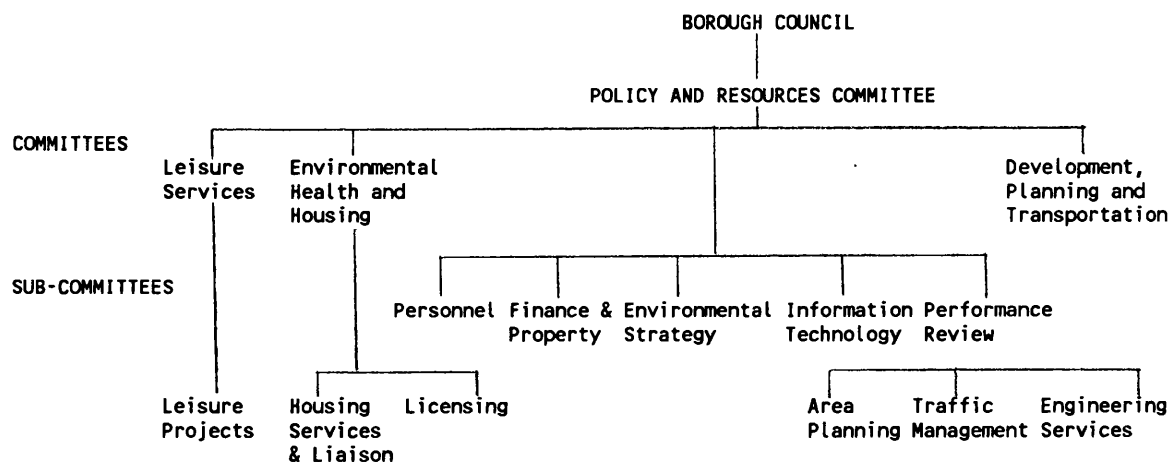 BOROUGH COUNCIL
POLICY AND RESOURCES COMMITTEE
COMMITTEES
Leisure
Services
Environmental
Health and
Housing
Development,
Planning and
Transportation
SUB-COMMITTEES
Personnel
Finance &
Property
Environmental
Strategy
Information
Technology
Performance
Review
Leisure
Projects
Housing
Services
& Liaison
Licensing
Area
Planning
Traffic
Management
Engineering
Services